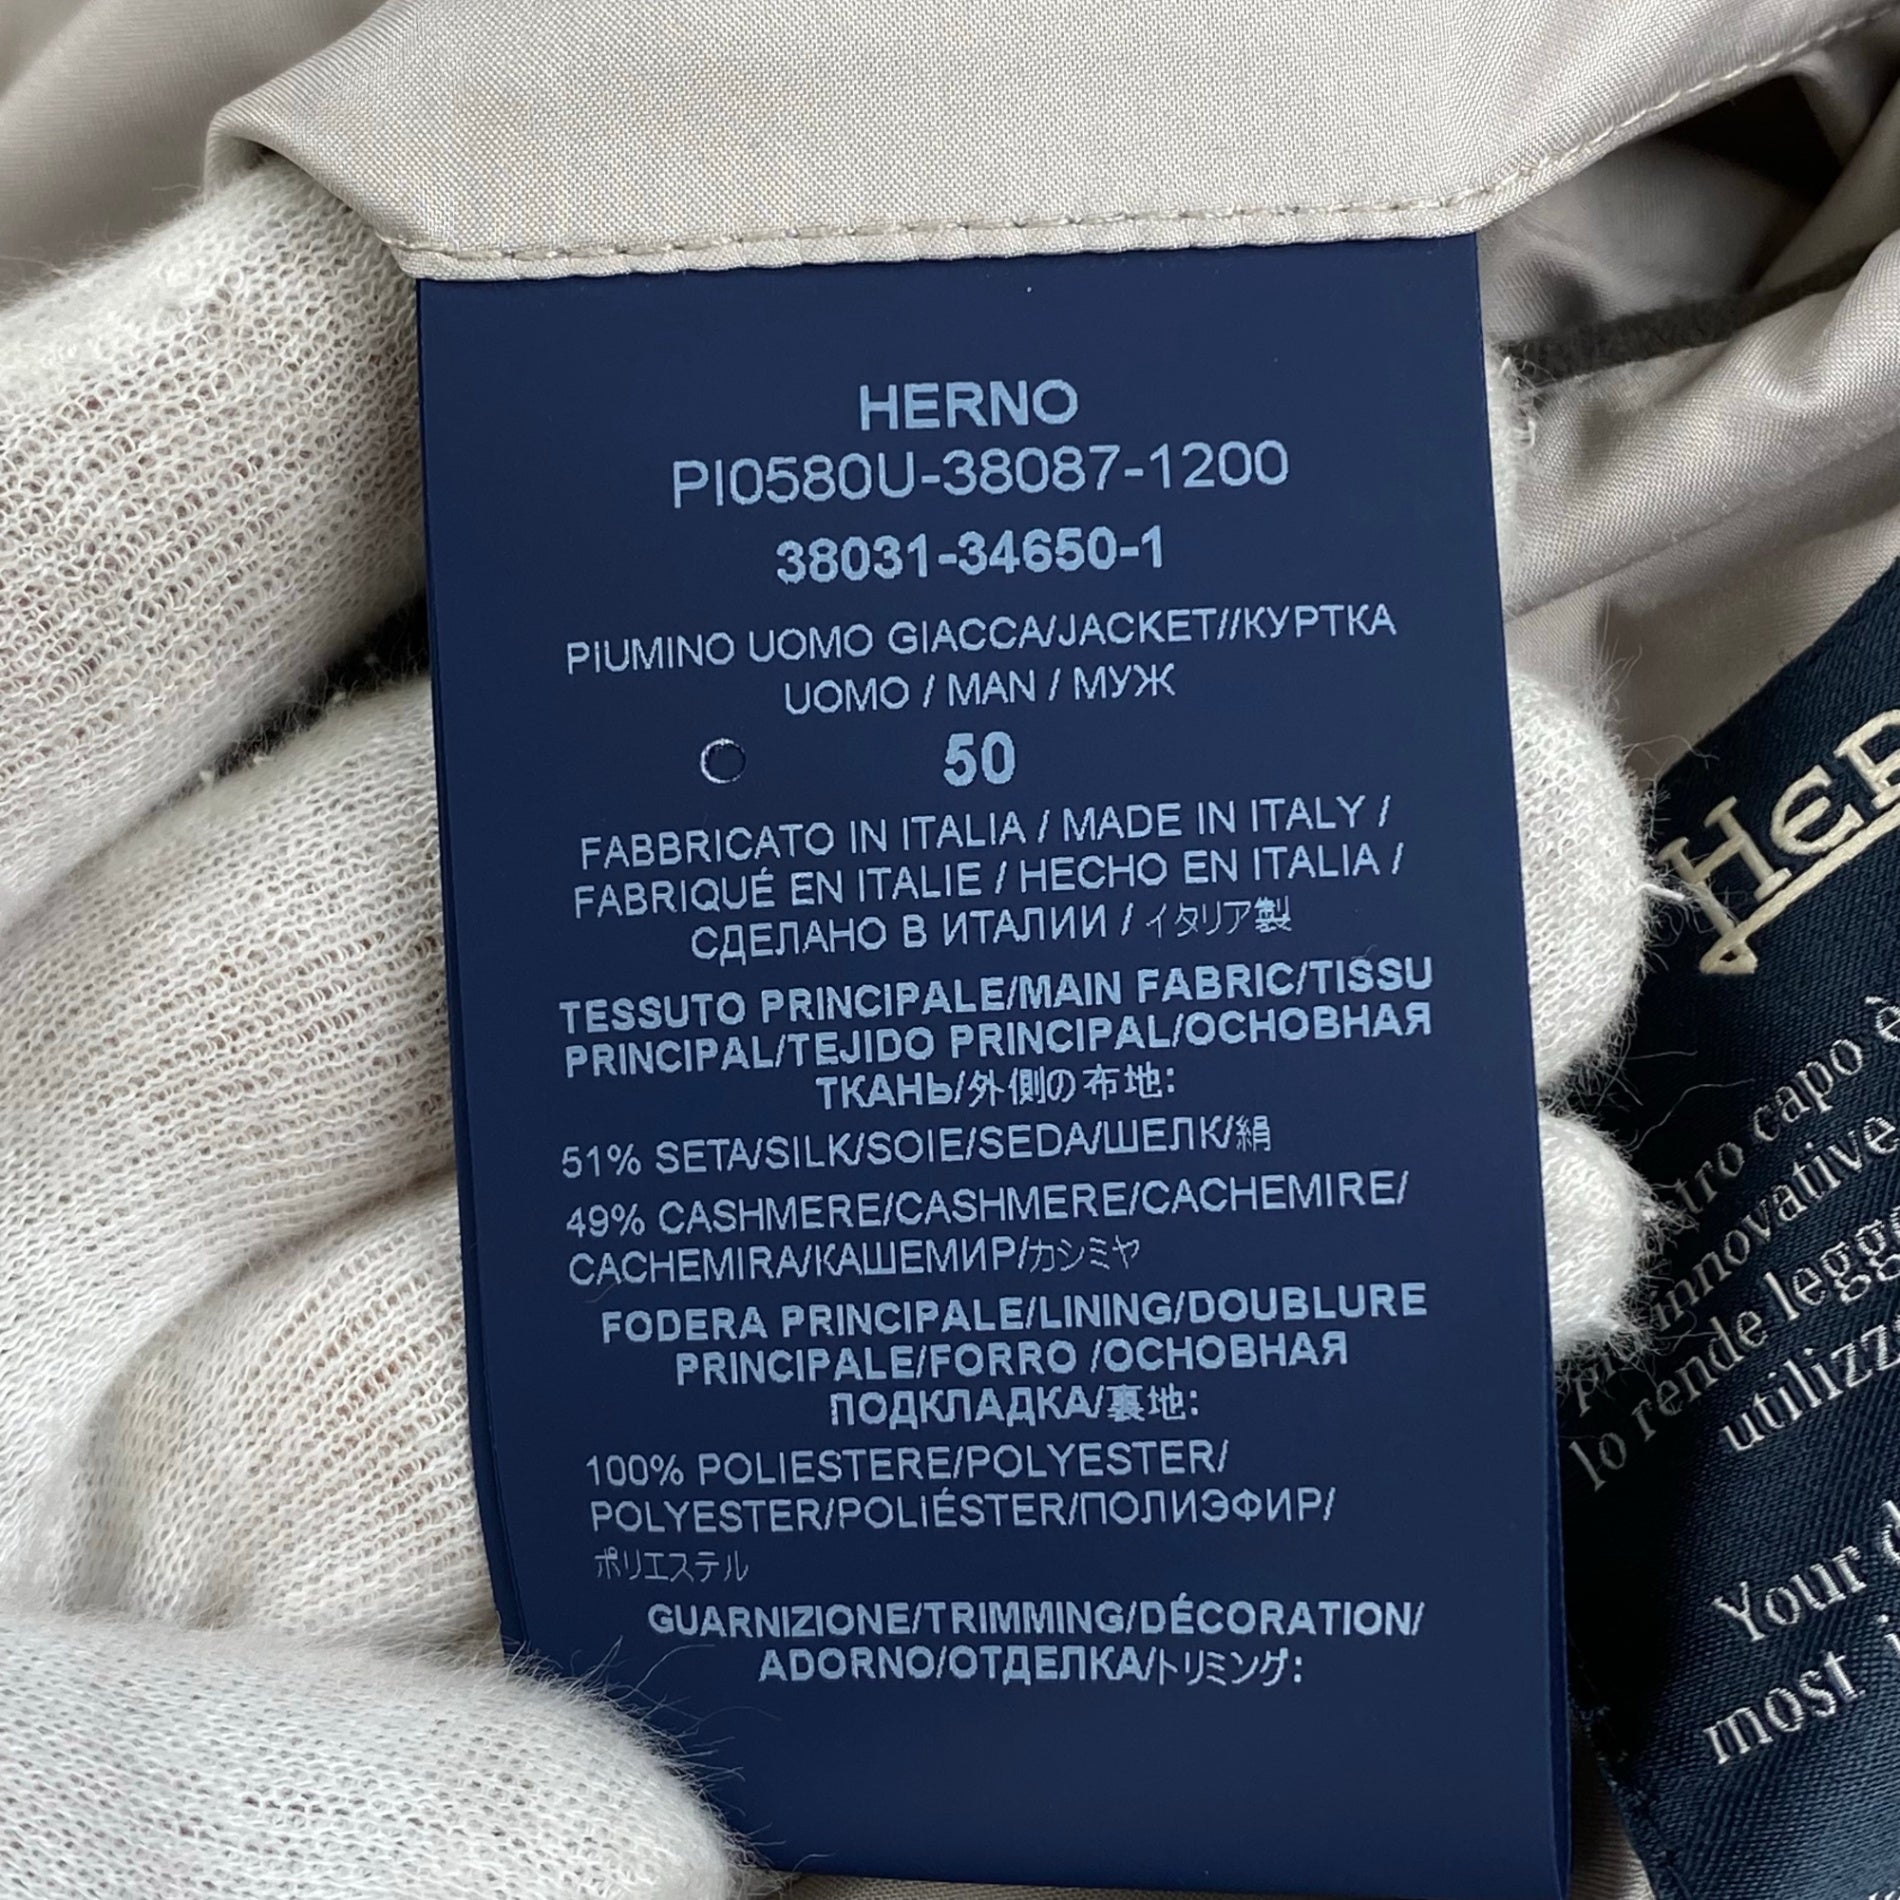 HERNO
PI0580U-38087-1200
38031-34650-1
PIUMINO UOMO GIACCA/JACKET//КУРТКА
UOMO / MAN / МУЖ
50
FABBRICATO IN ITALIA / MADE IN ITALY /
FABRIQUÉ EN ITALIE / HECHO EN ITALIA /
СДЕЛАНО В ИТАЛИИ / イタリア製
TESSUTO PRINCIPALE/MAIN FABRIC/TISSU
PRINCIPAL/TEJIDO PRINCIPAL/ОСНОВНАЯ
ТКАНЬ/外側の布地:
51% SETA/SILK/SOIE/SEDA/ШЕЛК/絹
49% CASHMERE/CASHMERE/CACHEMIRE/
CACHEMIRA/КАШЕМИР/カシミヤ
FODERA PRINCIPALE/LINING/DOUBLURE
PRINCIPALE/FORRO /ОСНОВНАЯ
ПОДКЛАДКА/裏地:
100% POLIESTERE/POLYESTER/
POLYESTER/POLIÉSTER/ПОЛИЭФИР/
ポリエステル
GUARNIZIONE/TRIMMING/DÉCORATION/
ADORNO/ОТДЕЛКА/トリミング:
capo è
innovative
lo rende
Your
most